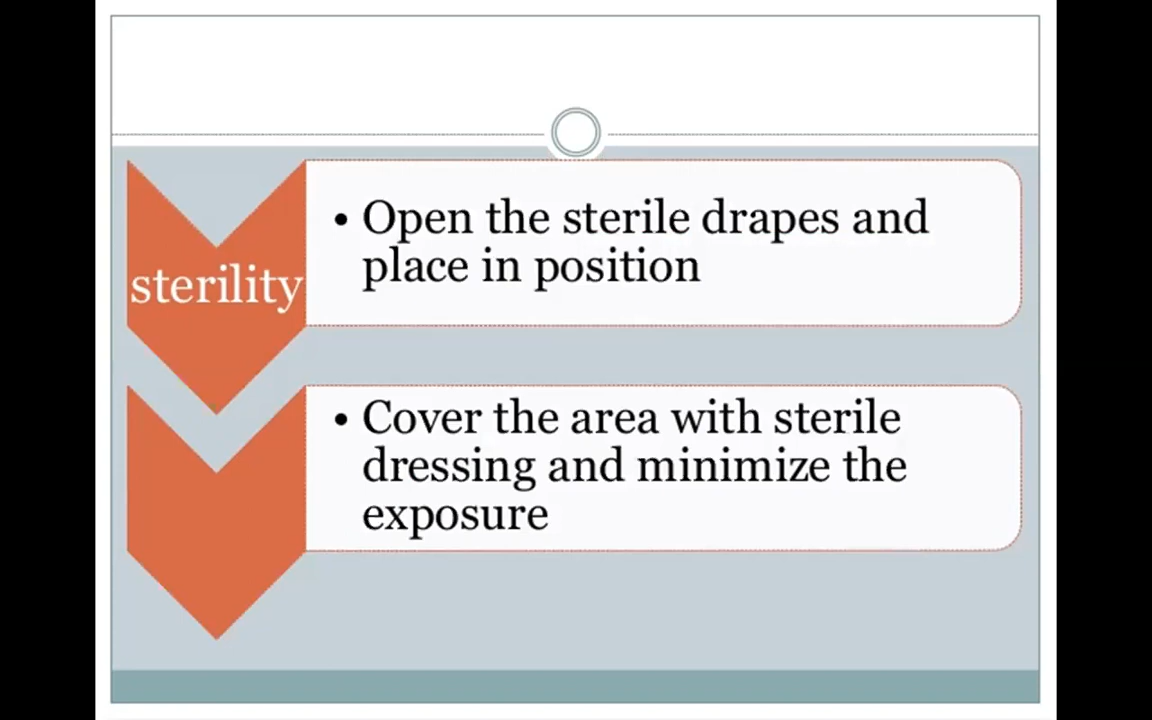 sterility
• Open the sterile drapes and
place in position
• Cover the area with sterile
dressing and minimize the
exposure